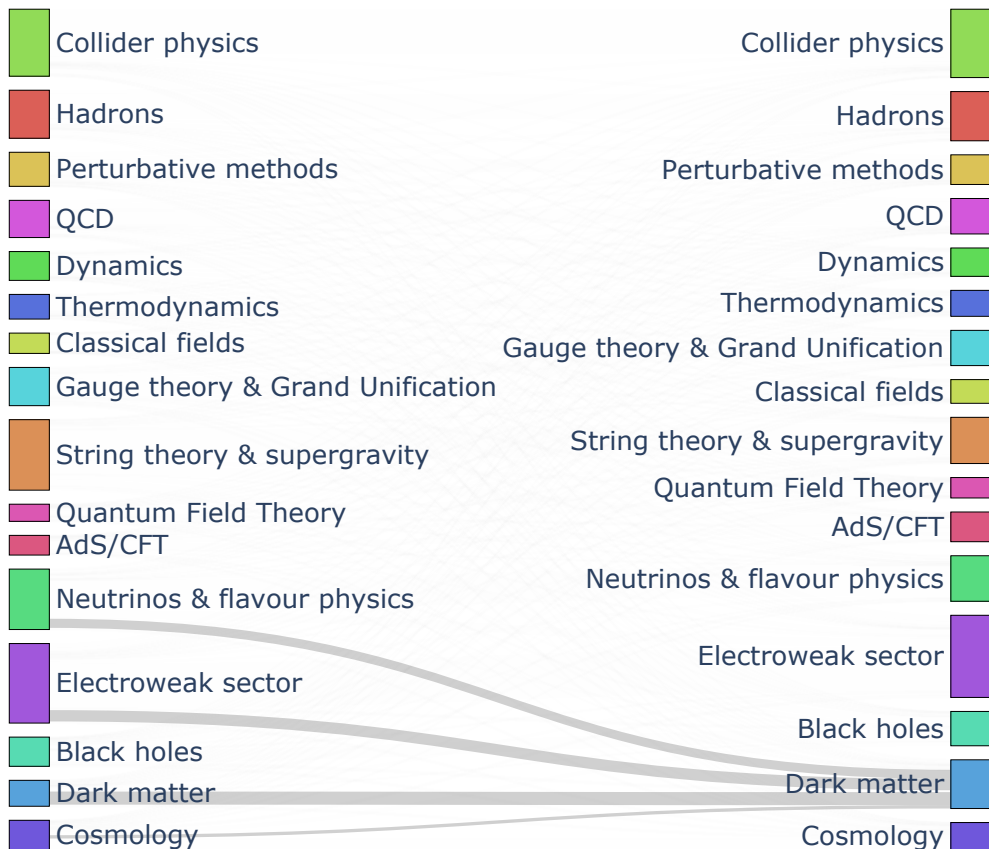 Collider physics
Hadrons
Perturbative methods
QCD
Dynamics
Thermodynamics
Classical fields
Gauge theory & Grand Unification
String theory & supergravity
Quantum Field Theory
AdS/CFT
Neutrinos & flavour physics
Electroweak sector
Black holes
Dark matter
Cosmology
Collider physics
Hadrons
Perturbative methods
QCD
Dynamics
Thermodynamics
Gauge theory & Grand Unification
Classical fields
String theory & supergravity
Quantum Field Theory
AdS/CFT
Neutrinos & flavour physics
Electroweak sector
Black holes
Dark matter
Cosmology